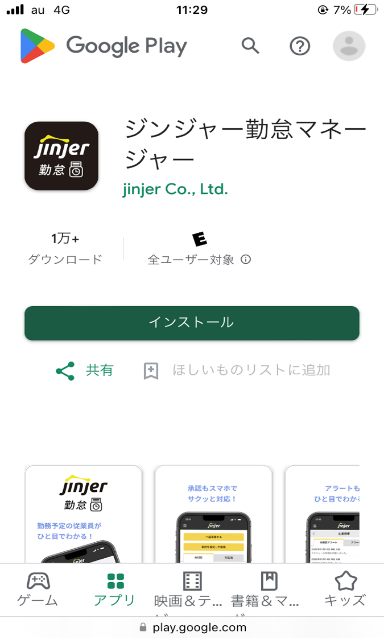 au 4G 11:29 7%
Google Play
jinjer
勤怠
ジンジャー勤怠マネー
ジャー
jinjer Co., Ltd.
1万+
ダウンロード
E
全ユーザー対象
インストール
共有
ほしいものリストに追加
jinjer
勤怠
勤務予定の従業員が
ひと目でわかる！
承認もスマホで
サクッと対応！
jinjer
アラートも
ひと目でわか
jinjer
ゲーム
アプリ
映画＆テ...
書籍＆マ...
キッズ
play.google.com